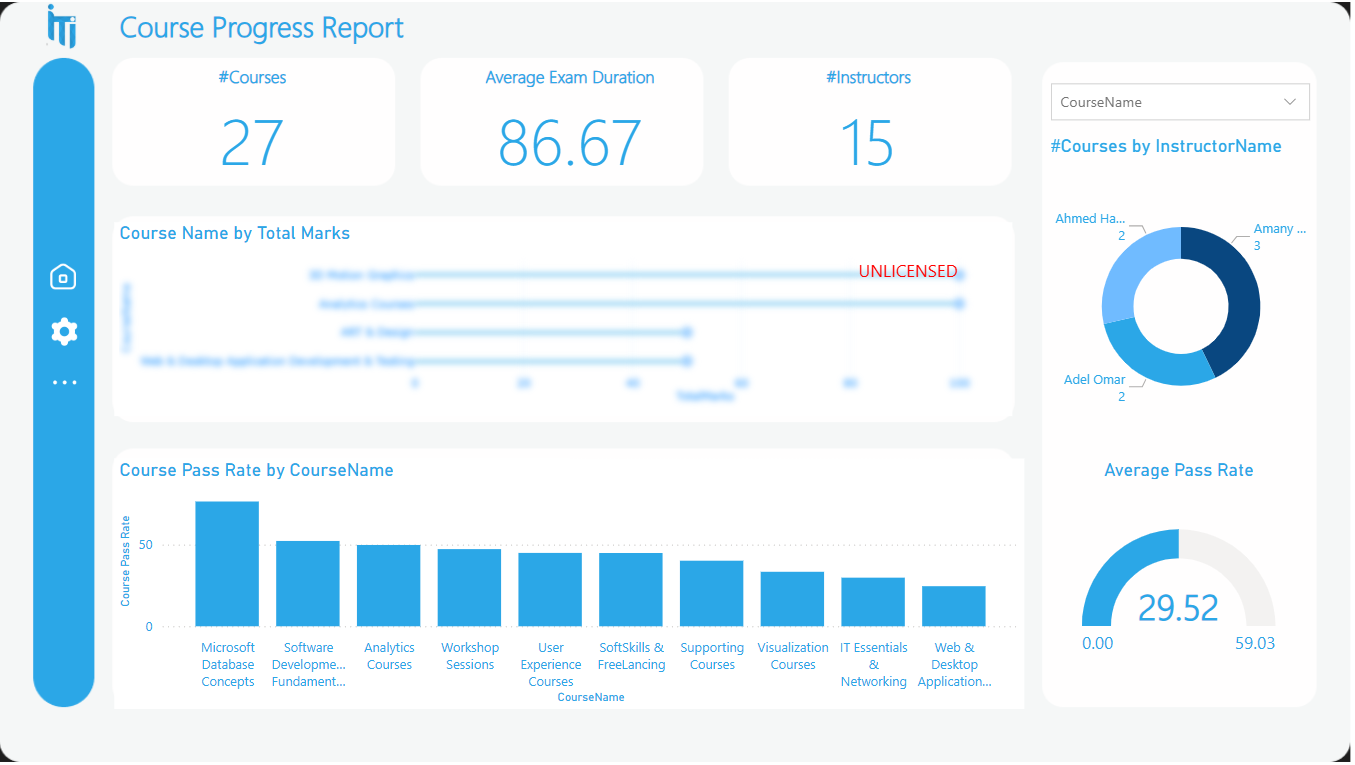 iTi
Course Progress Report
#Courses
27
Average Exam Duration
86.67
#Instructors
15
CourseName
#Courses by InstructorName
Ahmed Ha...
2
Amany ...
3
Adel Omar
2
Course Name by Total Marks
UNLICENSED
3D Motion Graphics
Analytics Courses
ART & Design
Web & Desktop Application Development & Testing
0
20
40
60
80
100
TotalMarks
Course Pass Rate by CourseName
Course Pass Rate
50
0
Microsoft
Database
Concepts
Software
Developme...
Fundament...
Analytics
Courses
Workshop
Sessions
User
Experience
Courses
SoftSkills &
FreeLancing
Supporting
Courses
Visualization
Courses
IT Essentials
&
Networking
Web &
Desktop
Application...
CourseName
Average Pass Rate
29.52
0.00
59.03